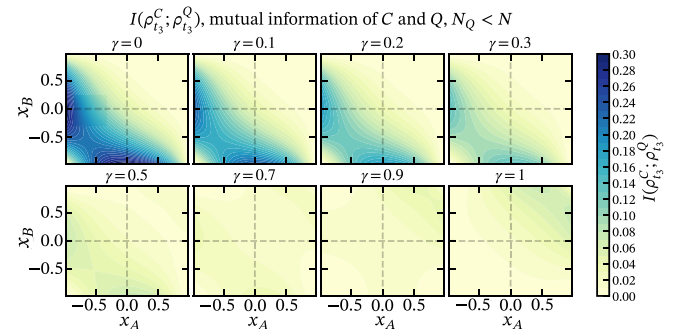 I(ρ^C_{t_3}; ρ^Q_{t_3}), mutual information of C and Q, N_Q < N
γ = 0 γ = 0.1 γ = 0.2 γ = 0.3
x_B
0.5
0.0
−0.5
γ = 0.5 γ = 0.7 γ = 0.9 γ = 1
x_B
0.5
0.0
−0.5
−0.5 0.0 0.5 −0.5 0.0 0.5 −0.5 0.0 0.5 −0.5 0.0 0.5
x_A x_A x_A x_A
0.30
0.28
0.26
0.24
0.22
0.20
0.18
0.16
0.14
0.12
0.10
0.08
0.06
0.04
0.02
0.00
I(ρ^C_{t_3}; ρ^Q_{t_3})